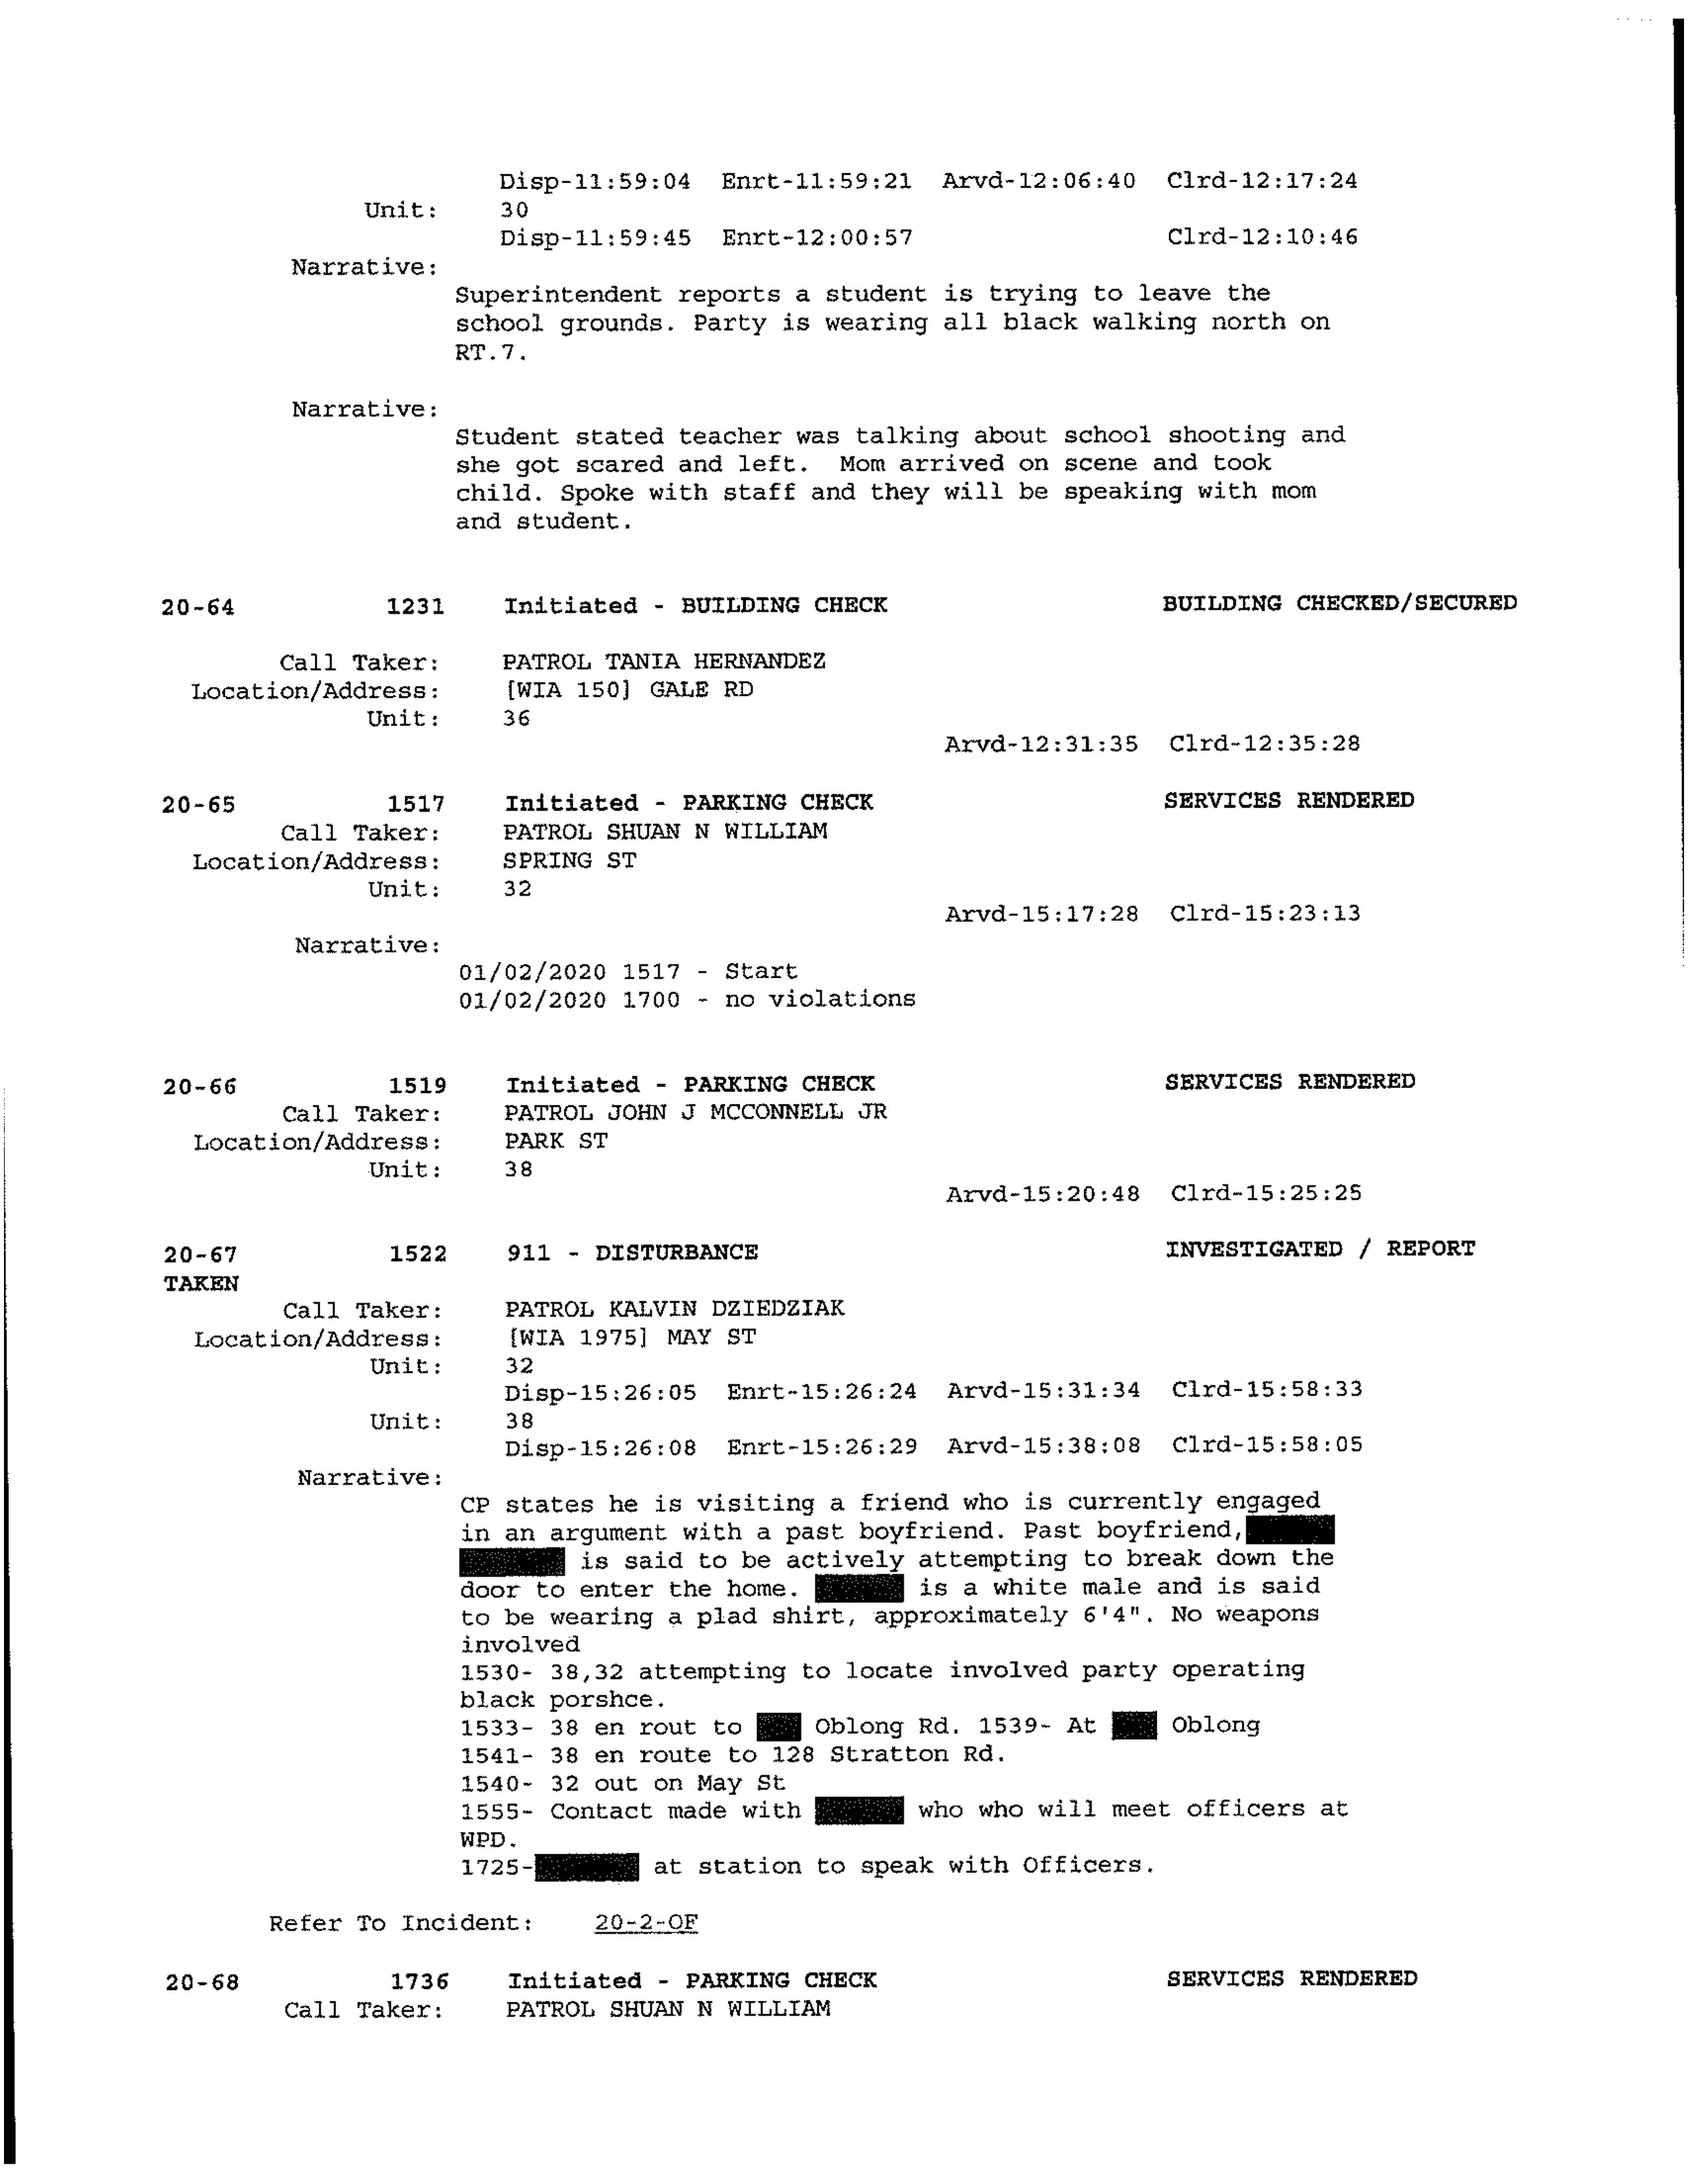 Disp-11:59:04 Enrt-11:59:21 Arvd-12:06:40 Clrd-12:17:24
Unit: 30
Disp-11:59:45 Enrt-12:00:57 Clrd-12:10:46
Narrative:
Superintendent reports a student is trying to leave the
school grounds. Party is wearing all black walking north on
RT.7.
Narrative:
Student stated teacher was talking about school shooting and
she got scared and left. Mom arrived on scene and took
child. Spoke with staff and they will be speaking with mom
and student.
20-64 1231 Initiated - BUILDING CHECK BUILDING CHECKED/SECURED
Call Taker: PATROL TANIA HERNANDEZ
Location/Address: [WIA 150] GALE RD
Unit: 36
Arvd-12:31:35 Clrd-12:35:28
20-65 1517 Initiated - PARKING CHECK SERVICES RENDERED
Call Taker: PATROL SHUAN N WILLIAM
Location/Address: SPRING ST
Unit: 32
Arvd-15:17:28 Clrd-15:23:13
Narrative:
01/02/2020 1517 - Start
01/02/2020 1700 - no violations
20-66 1519 Initiated - PARKING CHECK SERVICES RENDERED
Call Taker: PATROL JOHN J MCCONNELL JR
Location/Address: PARK ST
Unit: 38
Arvd-15:20:48 Clrd-15:25:25
20-67 1522 911 - DISTURBANCE INVESTIGATED / REPORT
TAKEN
Call Taker: PATROL KALVIN DZIEDZIAK
Location/Address: [WIA 1975] MAY ST
Unit: 32
Disp-15:26:05 Enrt-15:26:24 Arvd-15:31:34 Clrd-15:58:33
Unit: 38
Disp-15:26:08 Enrt-15:26:29 Arvd-15:38:08 Clrd-15:58:05
Narrative:
CP states he is visiting a friend who is currently engaged
in an argument with a past boyfriend. Past boyfriend,
is said to be actively attempting to break down the
door to enter the home. is a white male and is said
to be wearing a plad shirt, approximately 6'4". No weapons
involved
1530- 38,32 attempting to locate involved party operating
black porshce.
1533- 38 en rout to Oblong Rd. 1539- At Oblong
1541- 38 en route to 128 Stratton Rd.
1540- 32 out on May St
1555- Contact made with who who will meet officers at
WPD.
1725- at station to speak with Officers.
Refer To Incident: 20-2-OF
20-68 1736 Initiated - PARKING CHECK SERVICES RENDERED
Call Taker: PATROL SHUAN N WILLIAM